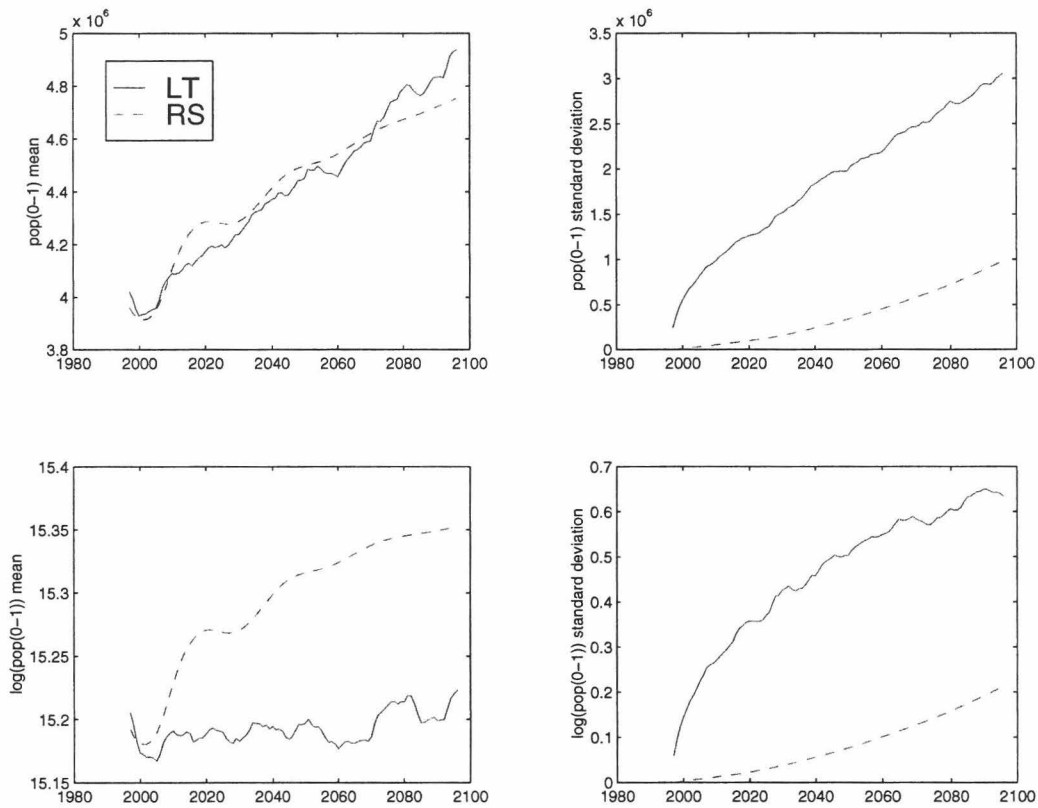 x 10⁶
5
4.8
4.6
4.4
4.2
4
3.8
pop(0−1) mean
LT
RS
1980 2000 2020 2040 2060 2080 2100
x 10⁶
3.5
3
2.5
2
1.5
1
0.5
0
pop(0−1) standard deviation
1980 2000 2020 2040 2060 2080 2100
15.4
15.35
15.3
15.25
15.2
15.15
log(pop(0−1)) mean
1980 2000 2020 2040 2060 2080 2100
0.7
0.6
0.5
0.4
0.3
0.2
0.1
0
log(pop(0−1)) standard deviation
1980 2000 2020 2040 2060 2080 2100